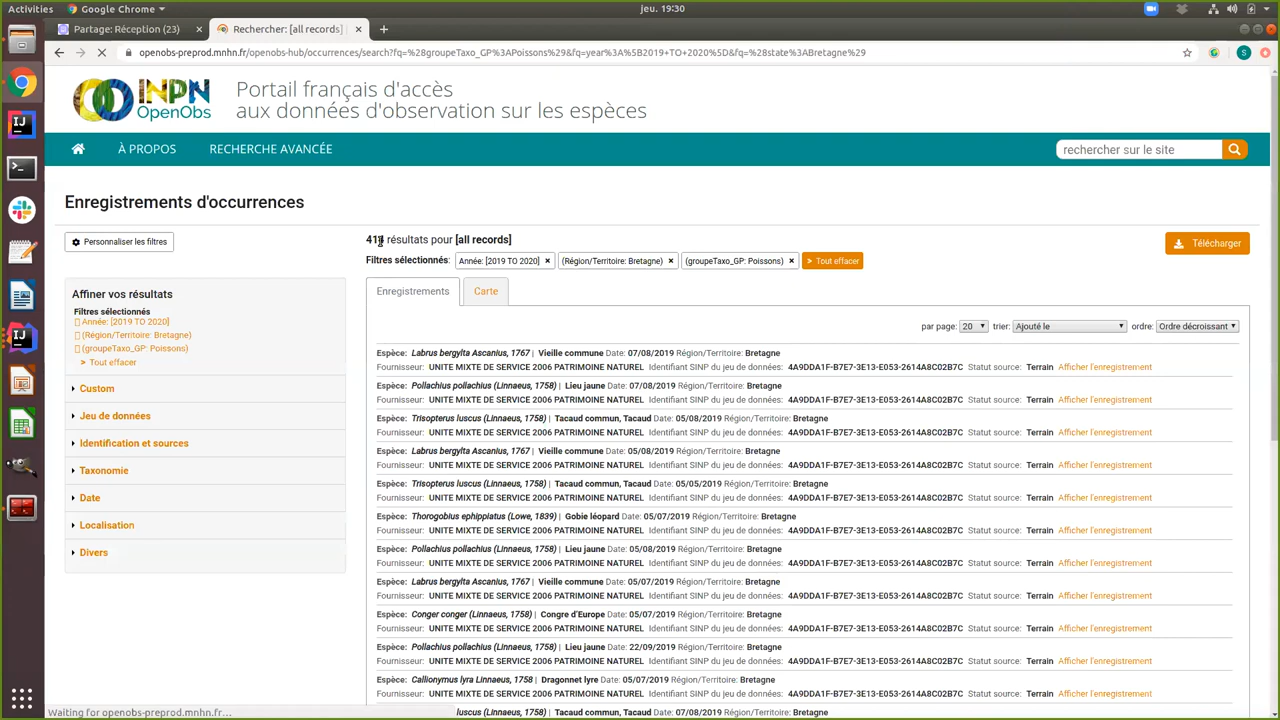 Activities Google Chrome jeu. 19:30
Partage: Réception (23) Rechercher: [all records]
openobs-preprod.mnhn.fr/openobs-hub/occurrences/search?fq=%28groupeTaxo_GP%3APoissons%29&fq=year%3A%5B2019+TO+2020%5D&fq=%28state%3ABretagne%29
INPN OpenObs
Portail français d'accès
aux données d'observation sur les espèces
À PROPOS RECHERCHE AVANCÉE rechercher sur le site
Enregistrements d'occurrences
Personnaliser les filtres
résultats pour [all records]
Télécharger
Filtres sélectionnés: Année: [2019 TO 2020] × (Région/Territoire: Bretagne) × (groupeTaxo_GP: Poissons) × > Tout effacer
Affiner vos résultats
Filtres sélectionnés
Année: [2019 TO 2020]
(Région/Territoire: Bretagne)
(groupeTaxo_GP: Poissons)
> Tout effacer
Custom
Jeu de données
Identification et sources
Taxonomie
Date
Localisation
Divers
Enregistrements Carte
par page: 20 trier: Ajouté le ordre: Ordre décroissant
Espèce: Labrus bergylta Ascanius, 1767 | Vieille commune Date: 07/08/2019 Région/Territoire: Bretagne
Fournisseur: UNITE MIXTE DE SERVICE 2006 PATRIMOINE NATUREL Identifiant SINP du jeu de données: 4A9DDA1F-B7E7-3E13-E053-2614A8C02B7C Statut source: Terrain Afficher l'enregistrement
Espèce: Pollachius pollachius (Linnaeus, 1758) | Lieu jaune Date: 07/08/2019 Région/Territoire: Bretagne
Fournisseur: UNITE MIXTE DE SERVICE 2006 PATRIMOINE NATUREL Identifiant SINP du jeu de données: 4A9DDA1F-B7E7-3E13-E053-2614A8C02B7C Statut source: Terrain Afficher l'enregistrement
Espèce: Trisopterus luscus (Linnaeus, 1758) | Tacaud commun, Tacaud Date: 05/08/2019 Région/Territoire: Bretagne
Fournisseur: UNITE MIXTE DE SERVICE 2006 PATRIMOINE NATUREL Identifiant SINP du jeu de données: 4A9DDA1F-B7E7-3E13-E053-2614A8C02B7C Statut source: Terrain Afficher l'enregistrement
Espèce: Labrus bergylta Ascanius, 1767 | Vieille commune Date: 05/08/2019 Région/Territoire: Bretagne
Fournisseur: UNITE MIXTE DE SERVICE 2006 PATRIMOINE NATUREL Identifiant SINP du jeu de données: 4A9DDA1F-B7E7-3E13-E053-2614A8C02B7C Statut source: Terrain Afficher l'enregistrement
Espèce: Trisopterus luscus (Linnaeus, 1758) | Tacaud commun, Tacaud Date: 05/05/2019 Région/Territoire: Bretagne
Fournisseur: UNITE MIXTE DE SERVICE 2006 PATRIMOINE NATUREL Identifiant SINP du jeu de données: 4A9DDA1F-B7E7-3E13-E053-2614A8C02B7C Statut source: Terrain Afficher l'enregistrement
Espèce: Thorogobius ephippiatus (Lowe, 1839) | Gobie léopard Date: 05/07/2019 Région/Territoire: Bretagne
Fournisseur: UNITE MIXTE DE SERVICE 2006 PATRIMOINE NATUREL Identifiant SINP du jeu de données: 4A9DDA1F-B7E7-3E13-E053-2614A8C02B7C Statut source: Terrain Afficher l'enregistrement
Espèce: Pollachius pollachius (Linnaeus, 1758) | Lieu jaune Date: 05/08/2019 Région/Territoire: Bretagne
Fournisseur: UNITE MIXTE DE SERVICE 2006 PATRIMOINE NATUREL Identifiant SINP du jeu de données: 4A9DDA1F-B7E7-3E13-E053-2614A8C02B7C Statut source: Terrain Afficher l'enregistrement
Espèce: Labrus bergylta Ascanius, 1767 | Vieille commune Date: 05/07/2019 Région/Territoire: Bretagne
Fournisseur: UNITE MIXTE DE SERVICE 2006 PATRIMOINE NATUREL Identifiant SINP du jeu de données: 4A9DDA1F-B7E7-3E13-E053-2614A8C02B7C Statut source: Terrain Afficher l'enregistrement
Espèce: Conger conger (Linnaeus, 1758) | Congre d'Europe Date: 05/07/2019 Région/Territoire: Bretagne
Fournisseur: UNITE MIXTE DE SERVICE 2006 PATRIMOINE NATUREL Identifiant SINP du jeu de données: 4A9DDA1F-B7E7-3E13-E053-2614A8C02B7C Statut source: Terrain Afficher l'enregistrement
Espèce: Pollachius pollachius (Linnaeus, 1758) | Lieu jaune Date: 22/09/2019 Région/Territoire: Bretagne
Fournisseur: UNITE MIXTE DE SERVICE 2006 PATRIMOINE NATUREL Identifiant SINP du jeu de données: 4A9DDA1F-B7E7-3E13-E053-2614A8C02B7C Statut source: Terrain Afficher l'enregistrement
Espèce: Callionymus lyra Linnaeus, 1758 | Dragonnet lyre Date: 05/07/2019 Région/Territoire: Bretagne
Fournisseur: UNITE MIXTE DE SERVICE 2006 PATRIMOINE NATUREL Identifiant SINP du jeu de données: 4A9DDA1F-B7E7-3E13-E053-2614A8C02B7C Statut source: Terrain Afficher l'enregistrement
luscus (Linnaeus, 1758) | Tacaud commun, Tacaud Date: 07/08/2019 Région/Territoire: Bretagne
Waiting for openobs-preprod.mnhn.fr...